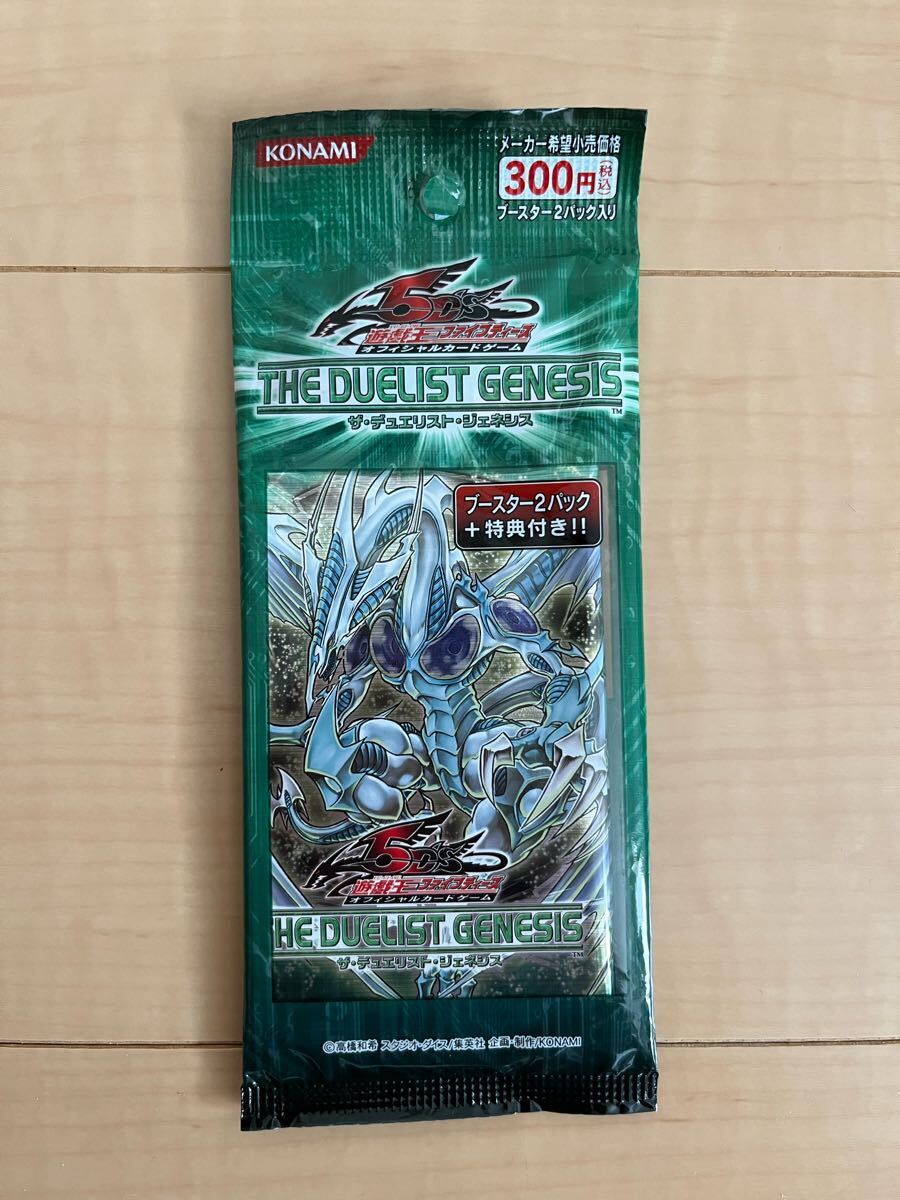 KONAMI
メーカー希望小売価格
300円(税込)
ブースター2パック入り
5D's
遊戯王ファイブディーズ
オフィシャルカードゲーム
THE DUELIST GENESIS™
ザ・デュエリスト・ジェネシス
ブースター2パック
+特典付き!!
5D's
遊戯王ファイブディーズ
オフィシャルカードゲーム
HE DUELIST GENESIS™
ザ・デュエリスト・ジェネシス
©高橋和希 スタジオ・ダイス/集英社 企画・制作/KONAMI